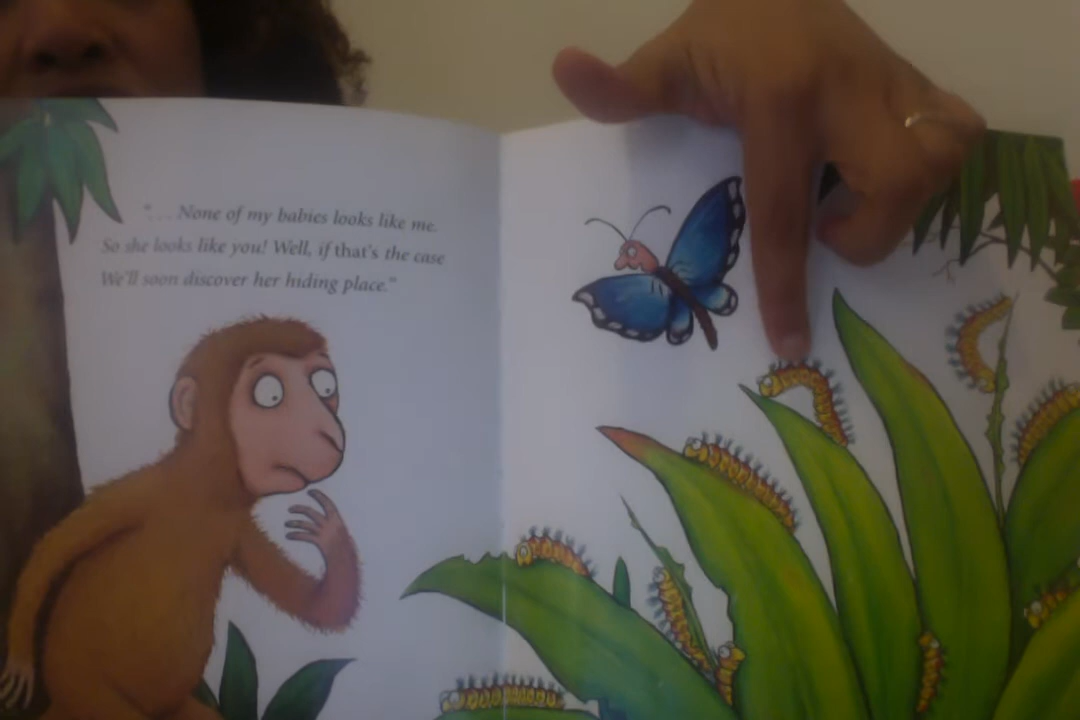 "... None of my babies looks like me.
So she looks like you! Well, if that's the case
We'll soon discover her hiding place."